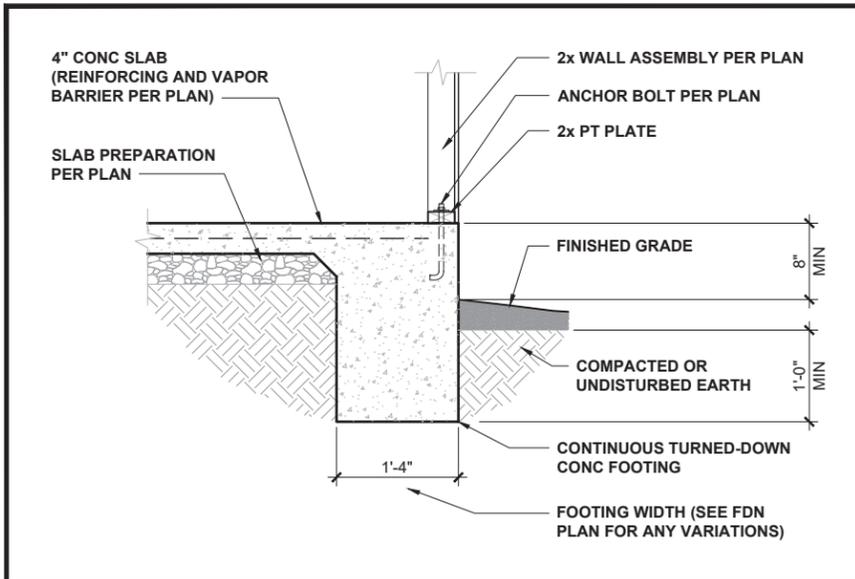 4" CONC SLAB
(REINFORCING AND VAPOR
BARRIER PER PLAN)
SLAB PREPARATION
PER PLAN
2x WALL ASSEMBLY PER PLAN
ANCHOR BOLT PER PLAN
2x PT PLATE
FINISHED GRADE
8"
MIN
COMPACTED OR
UNDISTURBED EARTH
1'-0"
MIN
CONTINUOUS TURNED-DOWN
CONC FOOTING
1'-4"
FOOTING WIDTH (SEE FDN
PLAN FOR ANY VARIATIONS)